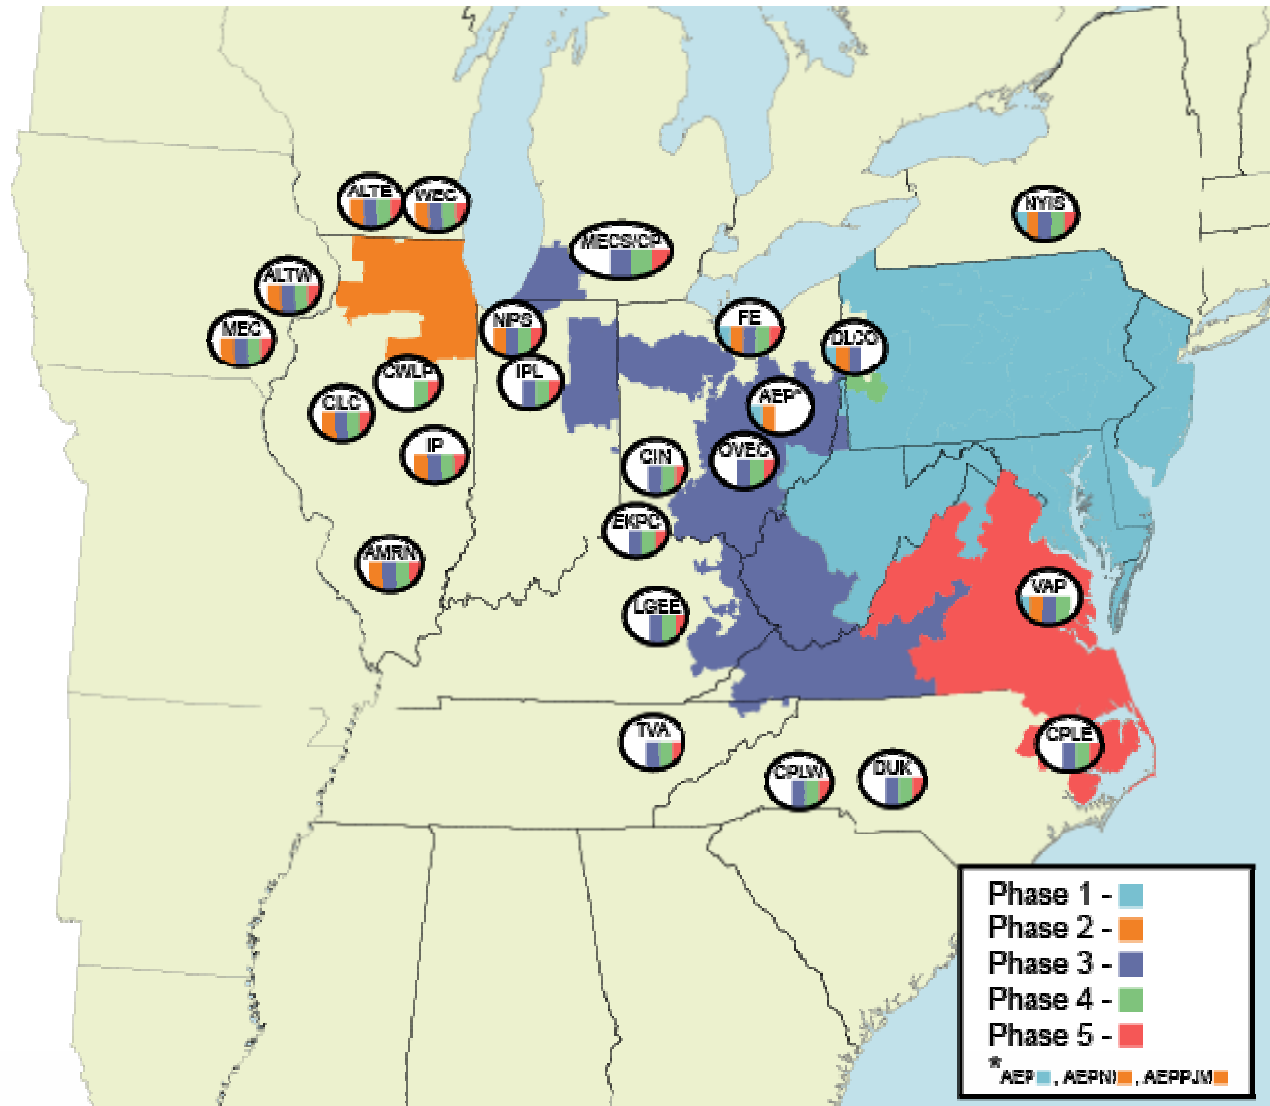 ALTE
WEC
NYIS
MECS/CP
ALTW
NIPS
FE
MEC
DLCO
CWLP
IPL
AEP*
CILC
IP
CIN
OVEC
EKPC
AMRN
VAP
LGEE
TVA
CPLE
CPLW
DUK
Phase 1 -
Phase 2 -
Phase 3 -
Phase 4 -
Phase 5 -
*
AEP , AEPNI , AEPPJM